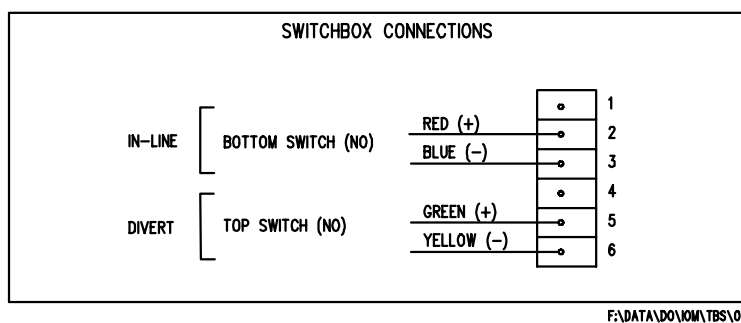 SWITCHBOX CONNECTIONS
1
RED (+)
2
IN-LINE
BOTTOM SWITCH (NO)
BLUE (-)
3
4
GREEN (+)
5
DIVERT
TOP SWITCH (NO)
YELLOW (-)
6
F:\DATA\DO\IOM\TBS\0